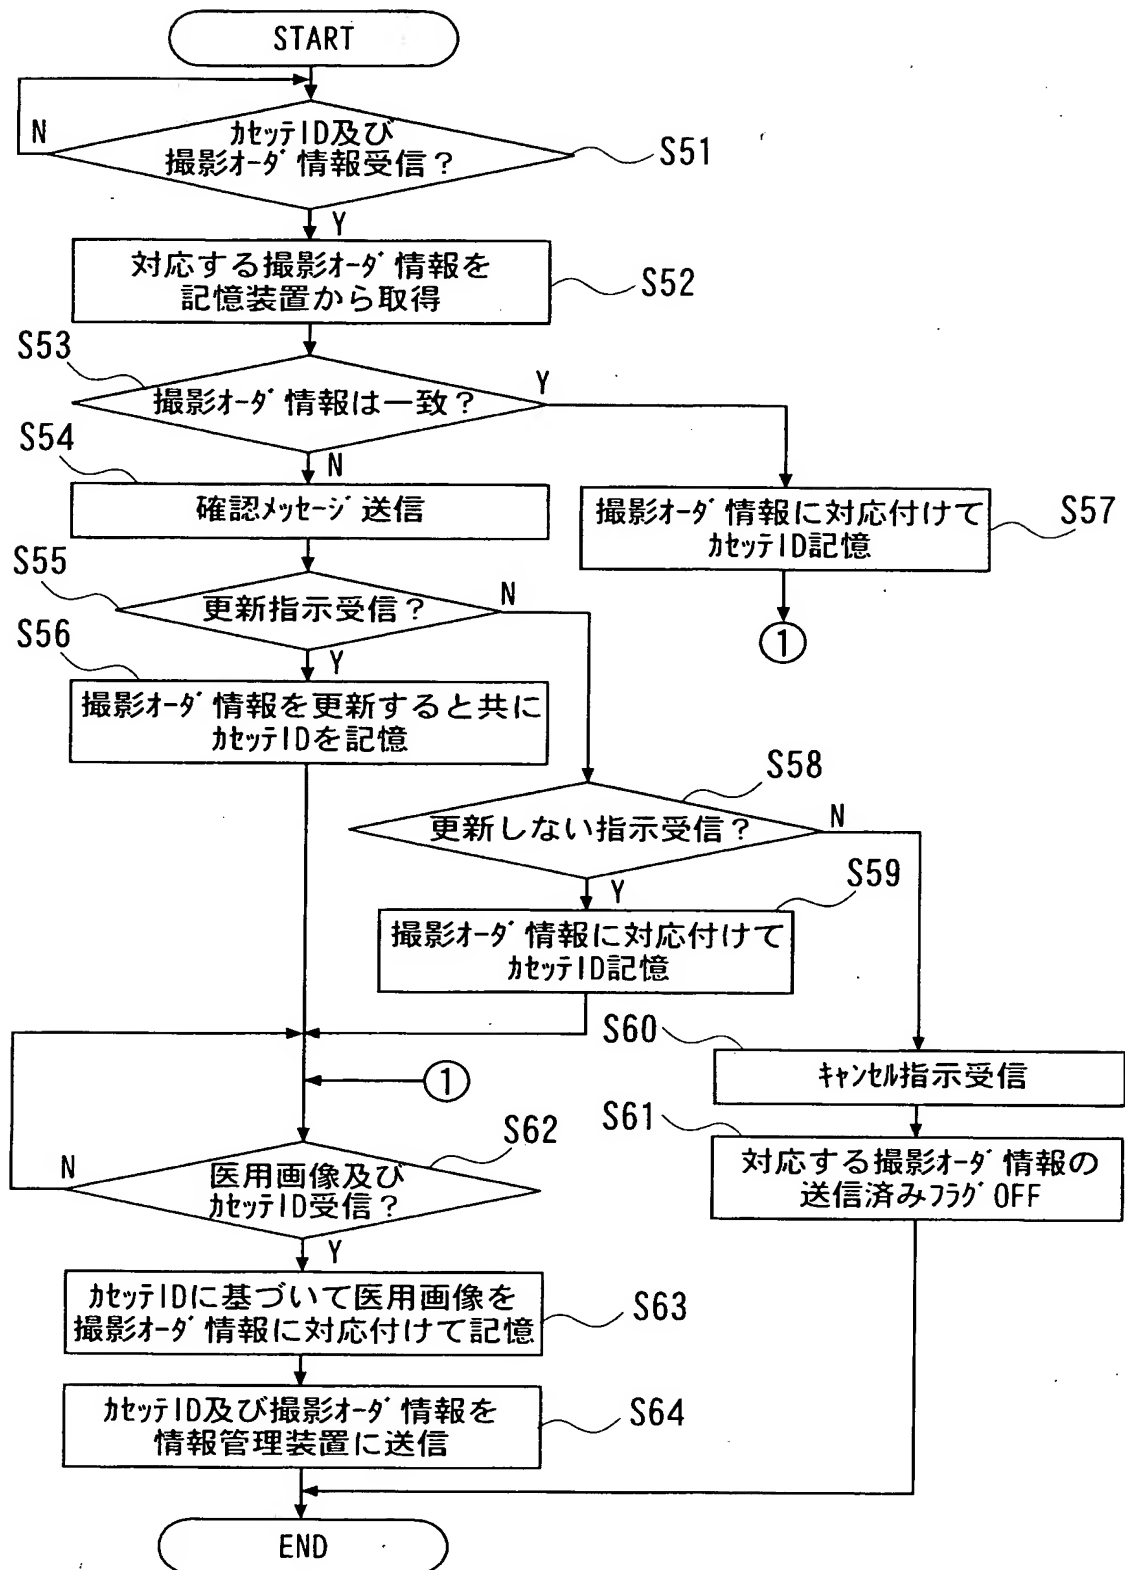 START
カセッテID及び
撮影オーダ情報受信？
N
S51
Y
対応する撮影オーダ情報を
記憶装置から取得
S52
S53
撮影オーダ情報は一致？
Y
N
S54
確認メッセージ送信
撮影オーダ情報に対応付けて
カセッテID記憶
S57
①
S55
更新指示受信？
N
Y
S56
撮影オーダ情報を更新すると共に
カセッテIDを記憶
S58
更新しない指示受信？
N
Y
S59
撮影オーダ情報に対応付けて
カセッテID記憶
S60
キャンセル指示受信
①
S61
対応する撮影オーダ情報の
送信済みフラグOFF
S62
医用画像及び
カセッテID受信？
N
Y
カセッテIDに基づいて医用画像を
撮影オーダ情報に対応付けて記憶
S63
カセッテID及び撮影オーダ情報を
情報管理装置に送信
S64
END